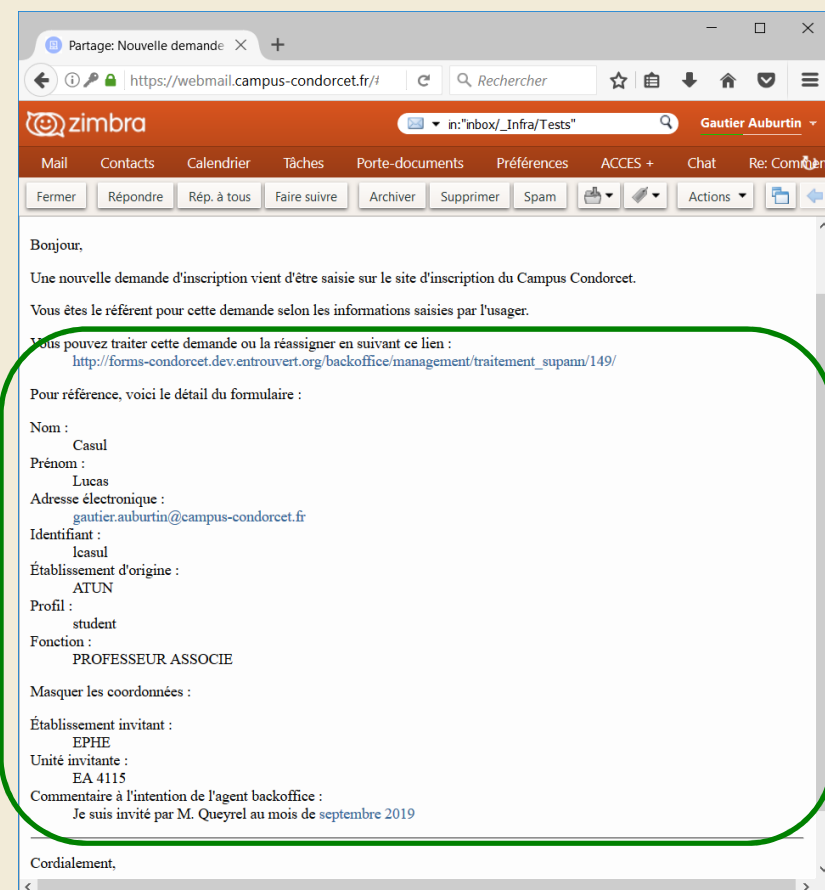 Partage: Nouvelle demande
https://webmail.campus-condorcet.fr/#
Rechercher
zimbra
in:"inbox/_Infra/Tests"
Gautier Auburtin
Mail Contacts Calendrier Tâches Porte-documents Préférences ACCES + Chat Re: Commen
Fermer Répondre Rép. à tous Faire suivre Archiver Supprimer Spam Actions
Bonjour,
Une nouvelle demande d'inscription vient d'être saisie sur le site d'inscription du Campus Condorcet.
Vous êtes le référent pour cette demande selon les informations saisies par l'usager.
Vous pouvez traiter cette demande ou la réassigner en suivant ce lien :
http://forms-condorcet.dev.entrouvert.org/backoffice/management/traitement_supann/149/
Pour référence, voici le détail du formulaire :
Nom :
Casul
Prénom :
Lucas
Adresse électronique :
gautier.auburtin@campus-condorcet.fr
Identifiant :
lcasul
Établissement d'origine :
ATUN
Profil :
student
Fonction :
PROFESSEUR ASSOCIE
Masquer les coordonnées :
Établissement invitant :
EPHE
Unité invitante :
EA 4115
Commentaire à l'intention de l'agent backoffice :
Je suis invité par M. Queyrel au mois de septembre 2019
Cordialement,